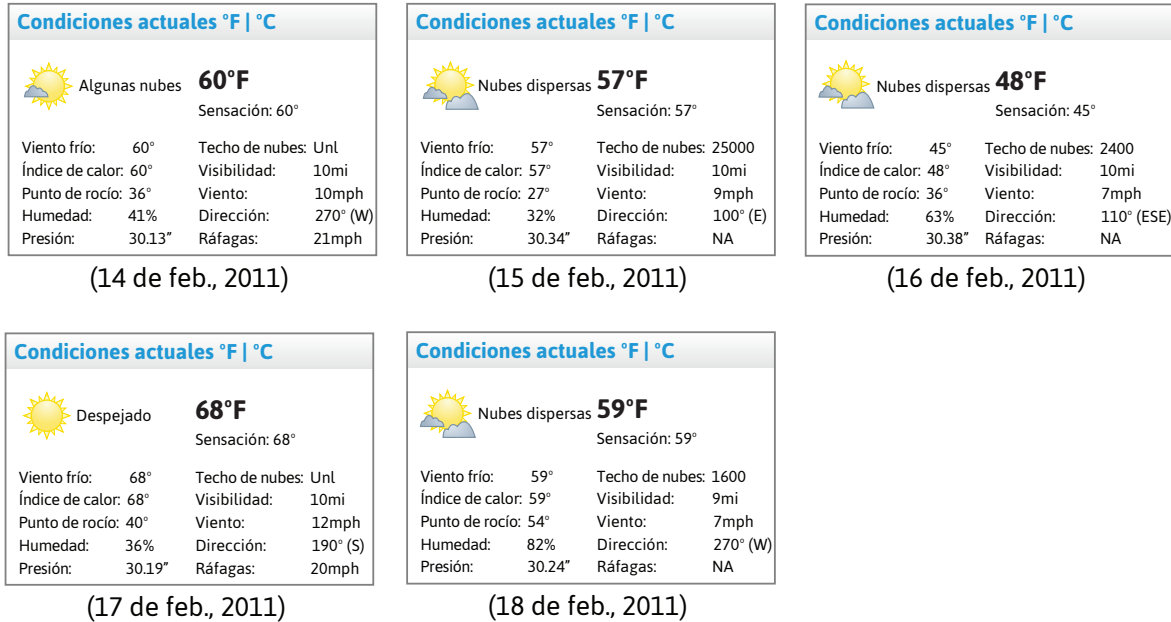 Condiciones actuales °F | °C
Algunas nubes 60°F
Sensación: 60°
Viento frío: 60° Techo de nubes: Unl
Índice de calor: 60° Visibilidad: 10mi
Punto de rocío: 36° Viento: 10mph
Humedad: 41% Dirección: 270° (W)
Presión: 30.13” Ráfagas: 21mph
(14 de feb., 2011)
Condiciones actuales °F | °C
Nubes dispersas 57°F
Sensación: 57°
Viento frío: 57° Techo de nubes: 25000
Índice de calor: 57° Visibilidad: 10mi
Punto de rocío: 27° Viento: 9mph
Humedad: 32% Dirección: 100° (E)
Presión: 30.34” Ráfagas: NA
(15 de feb., 2011)
Condiciones actuales °F | °C
Nubes dispersas 48°F
Sensación: 45°
Viento frío: 45° Techo de nubes: 2400
Índice de calor: 48° Visibilidad: 10mi
Punto de rocío: 36° Viento: 7mph
Humedad: 63% Dirección: 110° (ESE)
Presión: 30.38” Ráfagas: NA
(16 de feb., 2011)
Condiciones actuales °F | °C
Despejado 68°F
Sensación: 68°
Viento frío: 68° Techo de nubes: Unl
Índice de calor: 68° Visibilidad: 10mi
Punto de rocío: 40° Viento: 12mph
Humedad: 36% Dirección: 190° (S)
Presión: 30.19” Ráfagas: 20mph
(17 de feb., 2011)
Condiciones actuales °F | °C
Nubes dispersas 59°F
Sensación: 59°
Viento frío: 59° Techo de nubes: 1600
Índice de calor: 59° Visibilidad: 9mi
Punto de rocío: 54° Viento: 7mph
Humedad: 82% Dirección: 270° (W)
Presión: 30.24” Ráfagas: NA
(18 de feb., 2011)